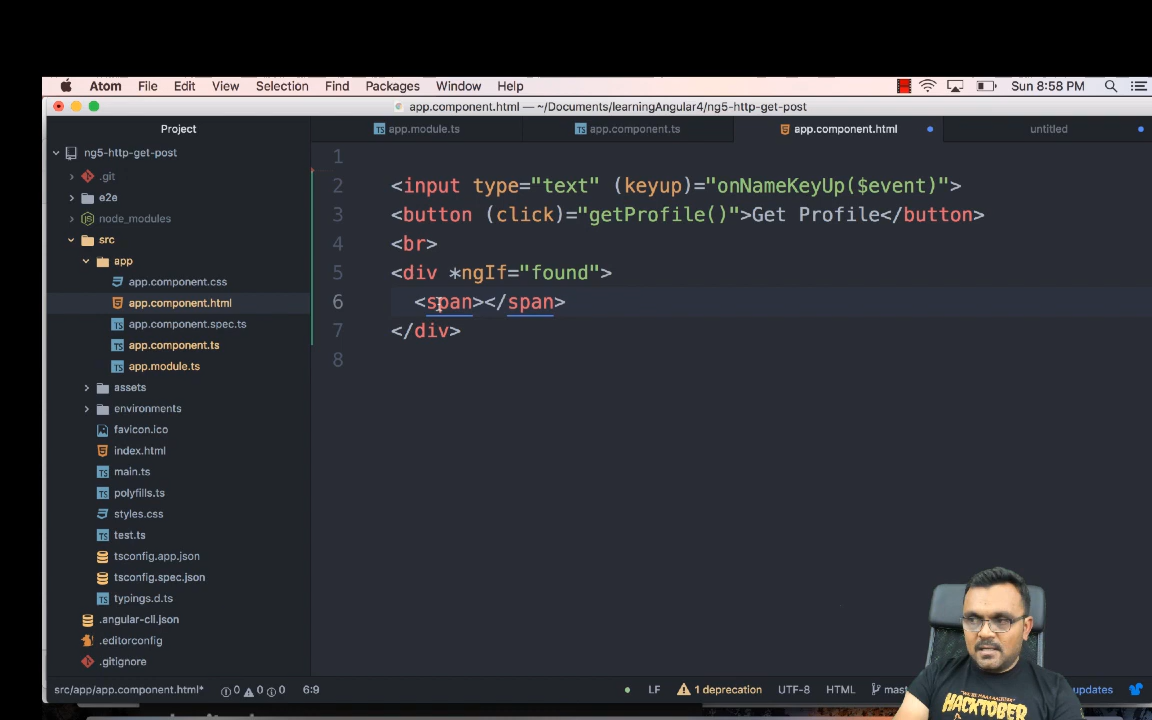 Atom File Edit View Selection Find Packages Window Help Sun 8:58 PM
app.component.html — ~/Documents/learningAngular4/ng5-http-get-post
Project app.module.ts app.component.ts app.component.html untitled
ng5-http-get-post
.git
e2e
node_modules
src
app
app.component.css
app.component.html
app.component.spec.ts
app.component.ts
app.module.ts
assets
environments
favicon.ico
index.html
main.ts
polyfills.ts
styles.css
test.ts
tsconfig.app.json
tsconfig.spec.json
typings.d.ts
.angular-cli.json
.editorconfig
.gitignore
1
2 <input type="text" (keyup)="onNameKeyUp($event)">
3 <button (click)="getProfile()">Get Profile</button>
4 <br>
5 <div *ngIf="found">
6 <span></span>
7 </div>
8
src/app/app.component.html* 0 0 0 6:9 LF 1 deprecation UTF-8 HTML mast updates
HACKTOBER